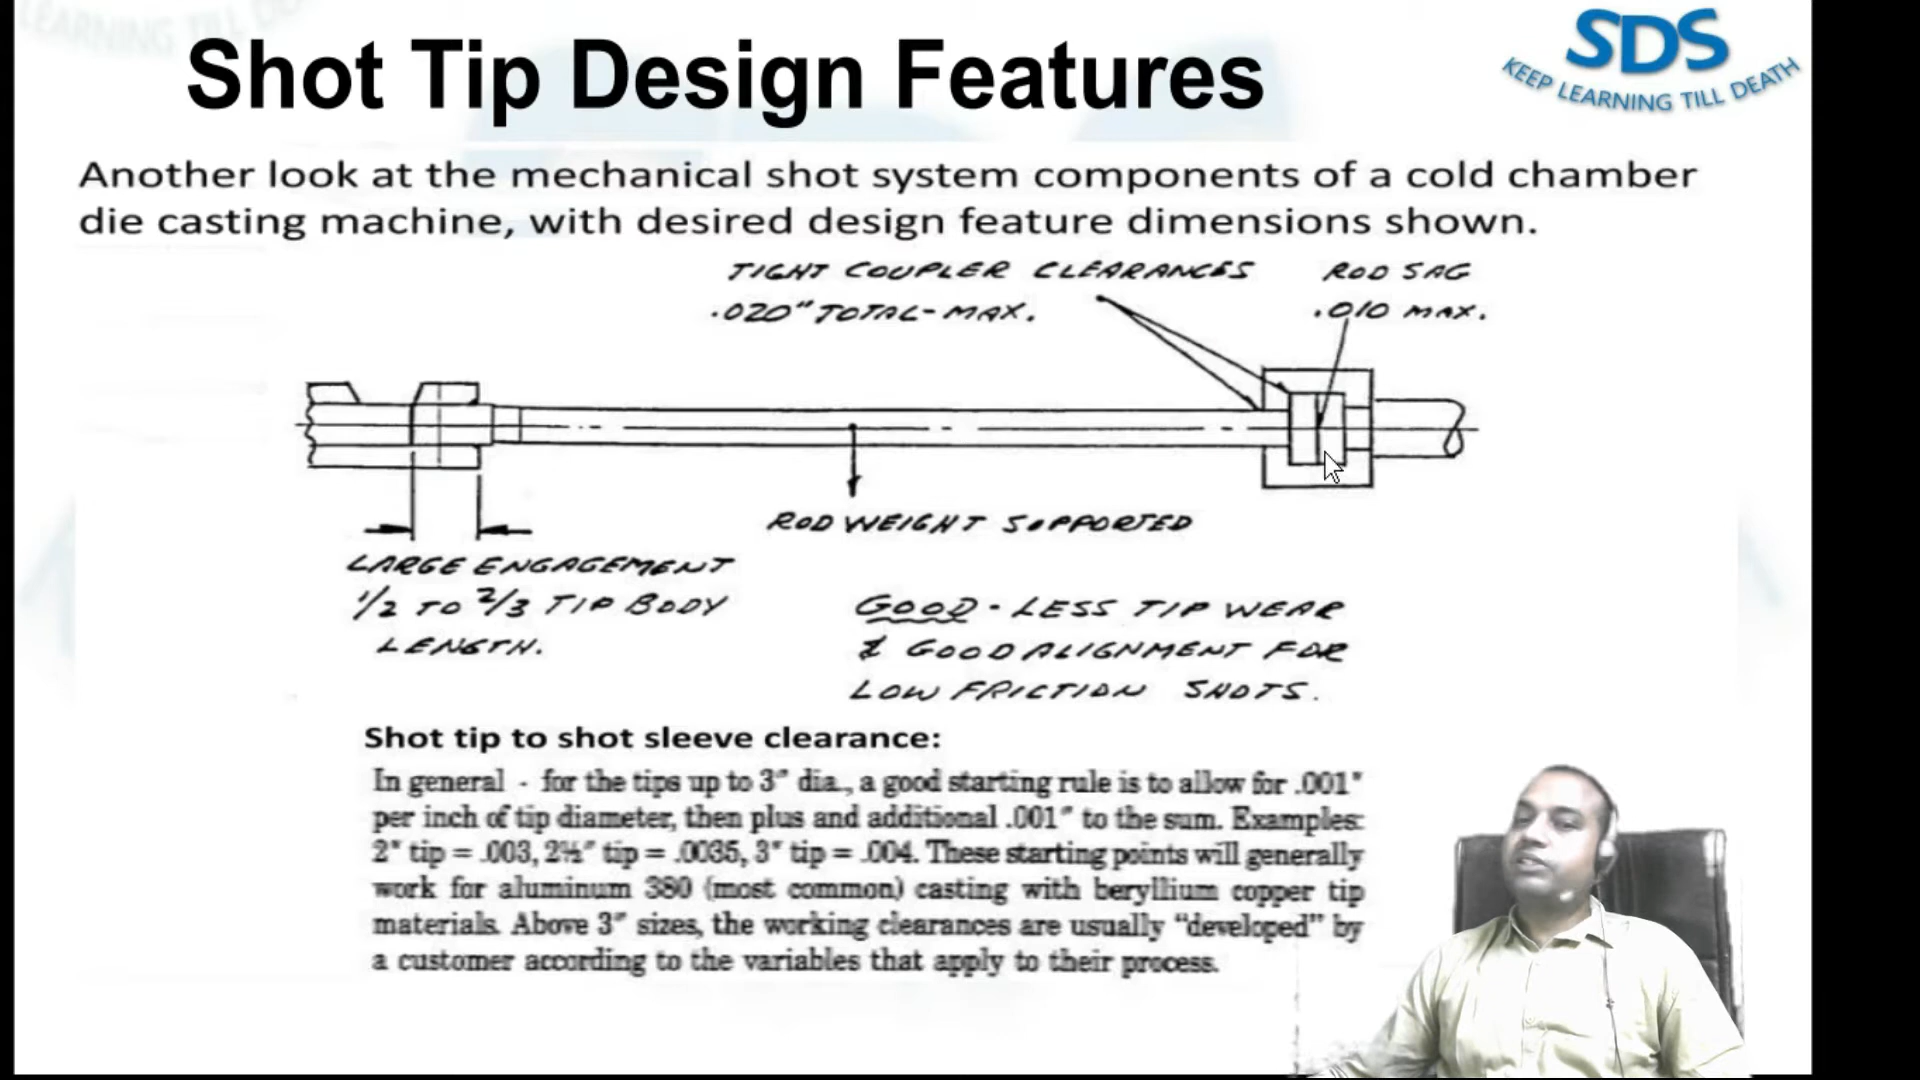 LEARNING TILL DEATH
Shot Tip Design Features
SDS
KEEP LEARNING TILL DEATH
Another look at the mechanical shot system components of a cold chamber
die casting machine, with desired design feature dimensions shown.
TIGHT COUPLER CLEARANCES
.020" TOTAL-MAX.
ROD SAG
.010 MAX.
ROD WEIGHT SUPPORTED
LARGE ENGAGEMENT
1/2 TO 2/3 TIP BODY
LENGTH.
GOOD - LESS TIP WEAR
& GOOD ALIGNMENT FOR
LOW FRICTION SHOTS.
Shot tip to shot sleeve clearance:
In general - for the tips up to 3" dia., a good starting rule is to allow for .001"
per inch of tip diameter, then plus and additional .001" to the sum. Examples:
2" tip = .003, 2½" tip = .0035, 3" tip = .004. These starting points will generally
work for aluminum 380 (most common) casting with beryllium copper tip
materials. Above 3" sizes, the working clearances are usually "developed" by
a customer according to the variables that apply to their process.